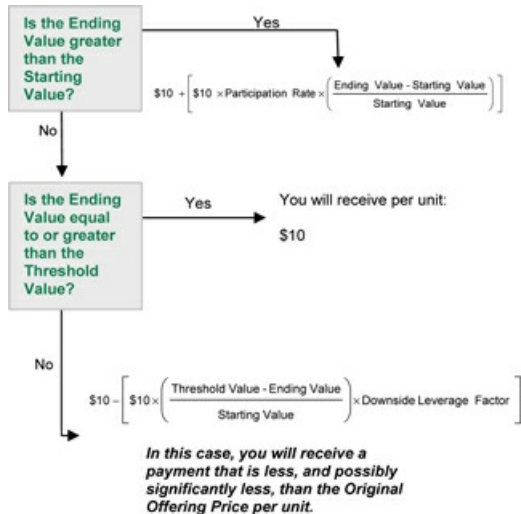 Is the Ending
Value greater
than the
Starting
Value?
Yes
$10 + [ $10 × Participation Rate × ( Ending Value - Starting Value / Starting Value ) ]
No
Is the Ending
Value equal
to or greater
than the
Threshold
Value?
Yes
You will receive per unit:
$10
No
$10 − [ $10 × ( Threshold Value - Ending Value / Starting Value ) × Downside Leverage Factor ]
In this case, you will receive a
payment that is less, and possibly
significantly less, than the Original
Offering Price per unit.